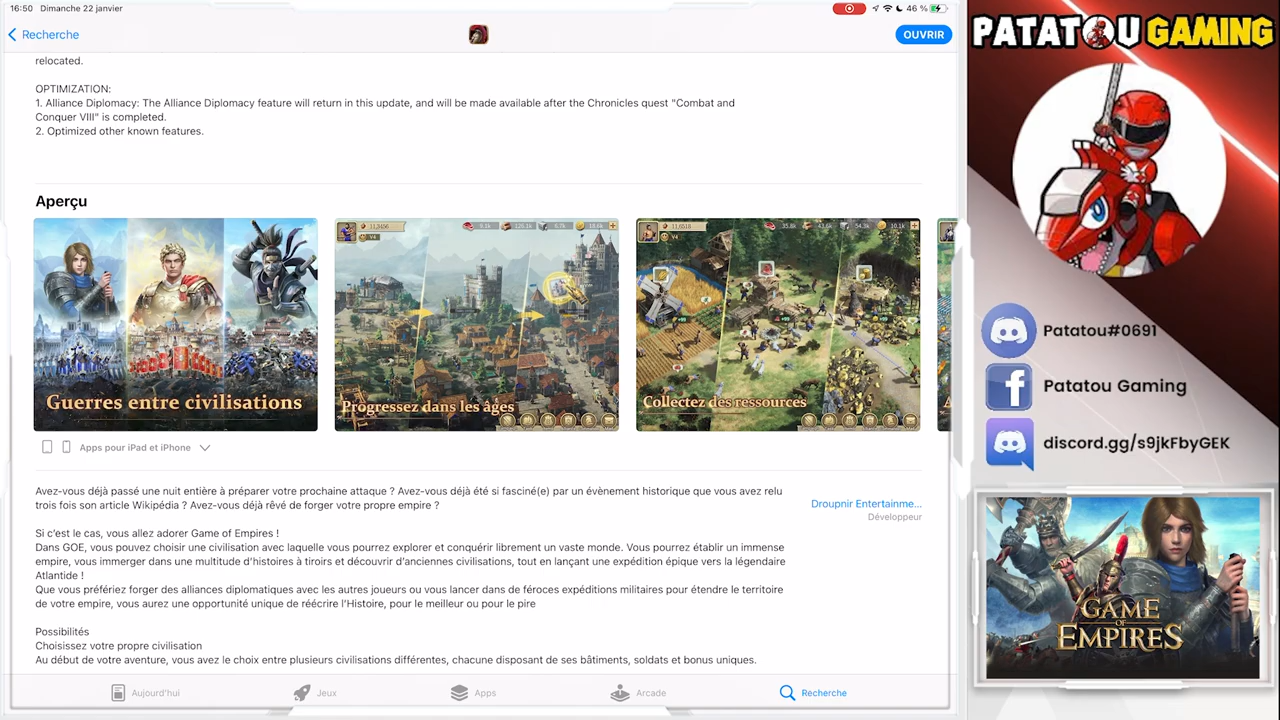 16:50 Dimanche 22 janvier
46 %
Recherche
OUVRIR
relocated.
OPTIMIZATION:
1. Alliance Diplomacy: The Alliance Diplomacy feature will return in this update, and will be made available after the Chronicles quest "Combat and
Conquer VIII" is completed.
2. Optimized other known features.
Aperçu
Guerres entre civilisations
Progressez dans les âges
Collectez des ressources
Apps pour iPad et iPhone
Avez-vous déjà passé une nuit entière à préparer votre prochaine attaque ? Avez-vous déjà été si fasciné(e) par un évènement historique que vous avez relu
trois fois son article Wikipédia ? Avez-vous déjà rêvé de forger votre propre empire ?
Droupnir Entertainme...
Développeur
Si c'est le cas, vous allez adorer Game of Empires !
Dans GOE, vous pouvez choisir une civilisation avec laquelle vous pourrez explorer et conquérir librement un vaste monde. Vous pourrez établir un immense
empire, vous immerger dans une multitude d'histoires à tiroirs et découvrir d'anciennes civilisations, tout en lançant une expédition épique vers la légendaire
Atlantide !
Que vous préfériez forger des alliances diplomatiques avec les autres joueurs ou vous lancer dans de féroces expéditions militaires pour étendre le territoire
de votre empire, vous aurez une opportunité unique de réécrire l'Histoire, pour le meilleur ou pour le pire
Possibilités
Choisissez votre propre civilisation
Au début de votre aventure, vous avez le choix entre plusieurs civilisations différentes, chacune disposant de ses bâtiments, soldats et bonus uniques.
Aujourd'hui
Jeux
Apps
Arcade
Recherche
PATATOU GAMING
Patatou#0691
Patatou Gaming
discord.gg/s9jkFbyGEK
GAME
OF
EMPIRES